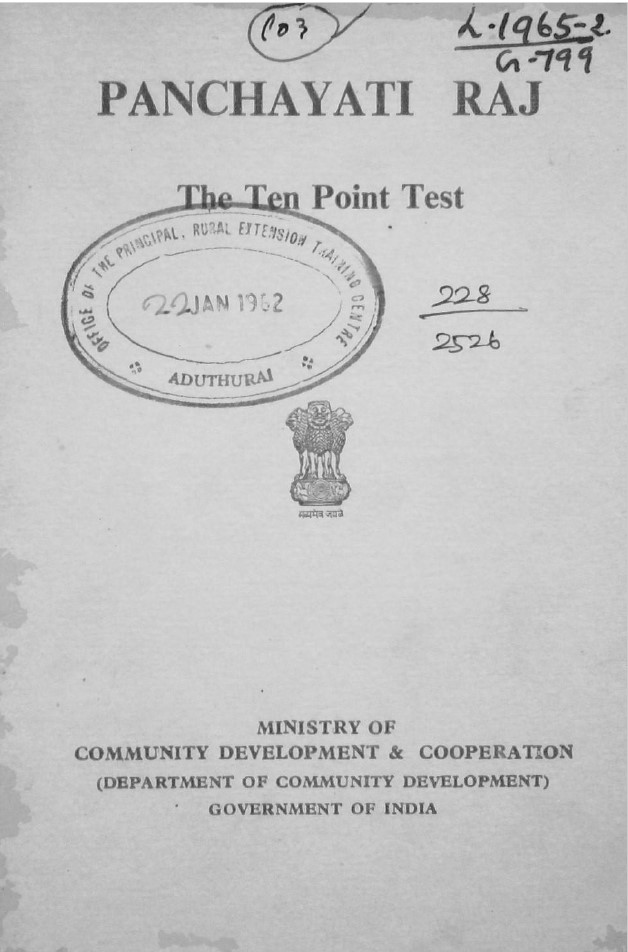 103
L.1965-2.
G-799
PANCHAYATI RAJ
The Ten Point Test
OFFICE OF THE PRINCIPAL, RURAL EXTENSION TRAINING CENTRE
22 JAN 1962
ADUTHURAI
228
2526
सत्यमेव जयते
MINISTRY OF
COMMUNITY DEVELOPMENT & COOPERATION
(DEPARTMENT OF COMMUNITY DEVELOPMENT)
GOVERNMENT OF INDIA